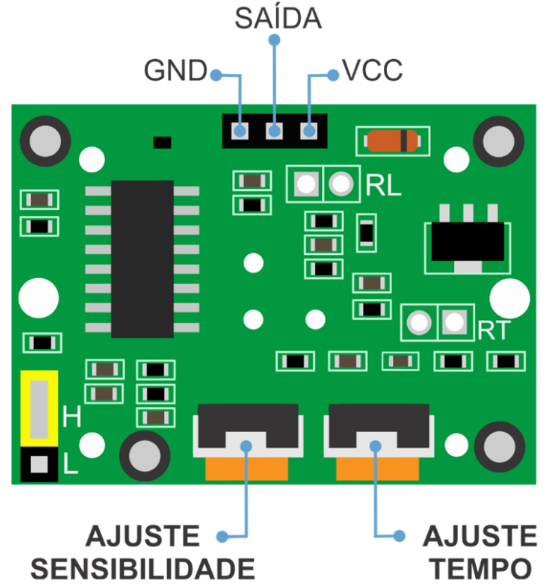 SAÍDA
GND
VCC
RL
RT
H
L
AJUSTE
SENSIBILIDADE
AJUSTE
TEMPO